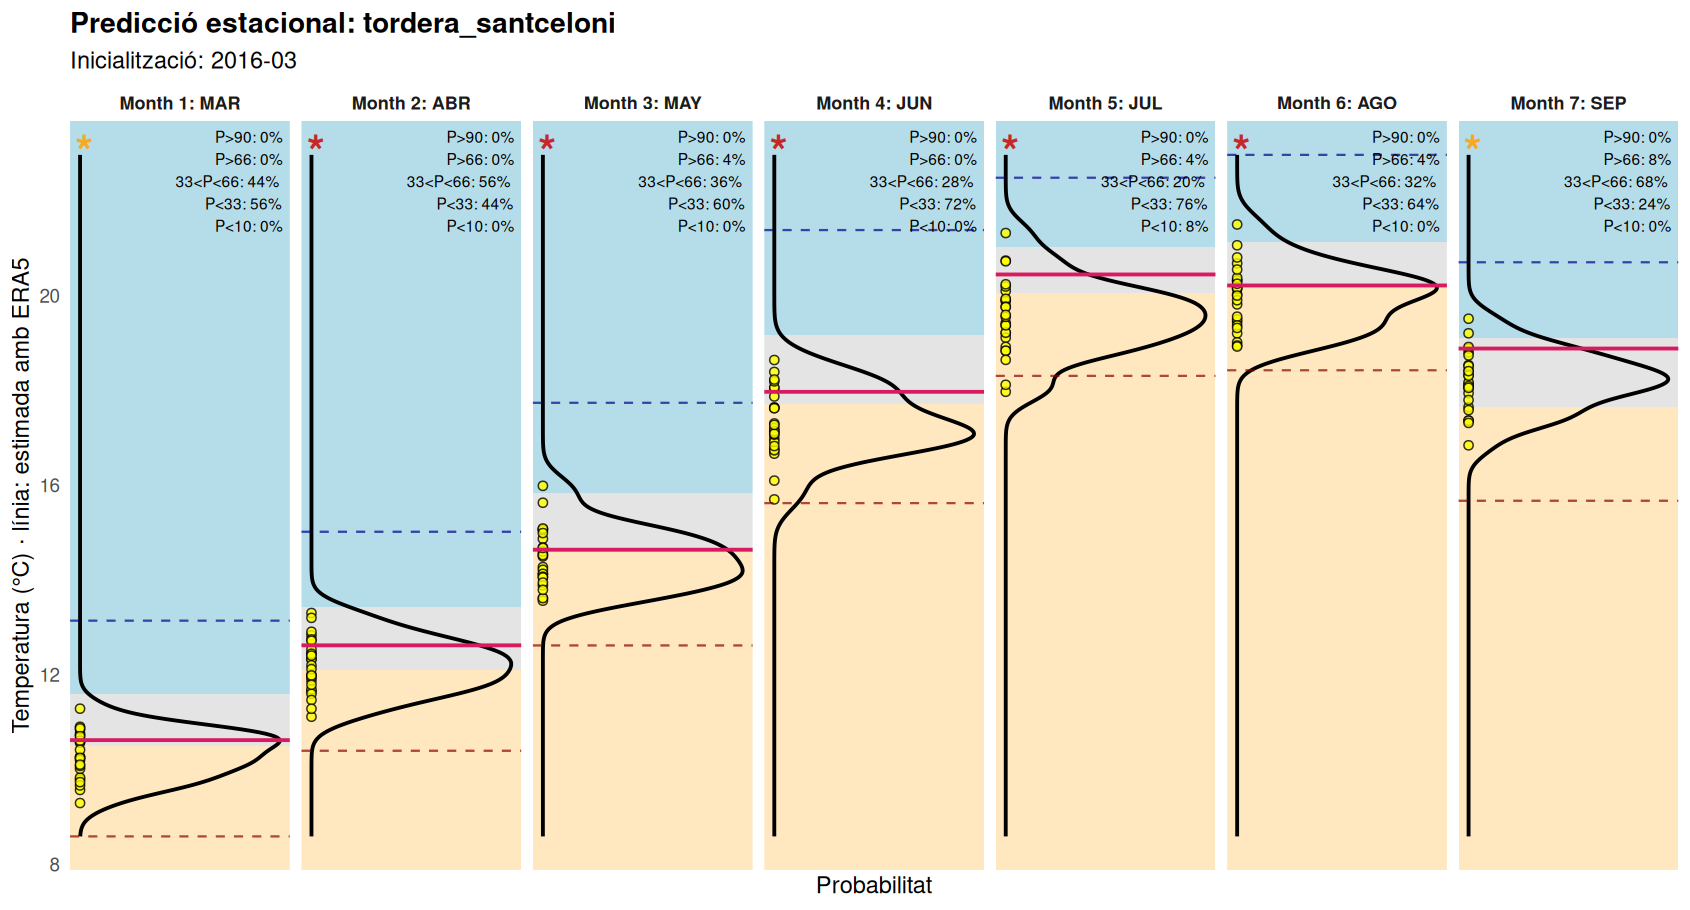 Predicció estacional: tordera_santceloni
Inicialització: 2016-03
Month 1: MAR
Month 2: ABR
Month 3: MAY
Month 4: JUN
Month 5: JUL
Month 6: AGO
Month 7: SEP
*
P>90: 0%
P>66: 0%
33<P<66: 44%
P<33: 56%
P<10: 0%
*
P>90: 0%
P>66: 0%
33<P<66: 56%
P<33: 44%
P<10: 0%
*
P>90: 0%
P>66: 4%
33<P<66: 36%
P<33: 60%
P<10: 0%
*
P>90: 0%
P>66: 0%
33<P<66: 28%
P<33: 72%
P<10: 0%
*
P>90: 0%
P>66: 4%
33<P<66: 20%
P<33: 76%
P<10: 8%
*
P>90: 0%
P>66: 4%
33<P<66: 32%
P<33: 64%
P<10: 0%
*
P>90: 0%
P>66: 8%
33<P<66: 68%
P<33: 24%
P<10: 0%
Temperatura (°C) · línia: estimada amb ERA5
20
16
12
8
Probabilitat